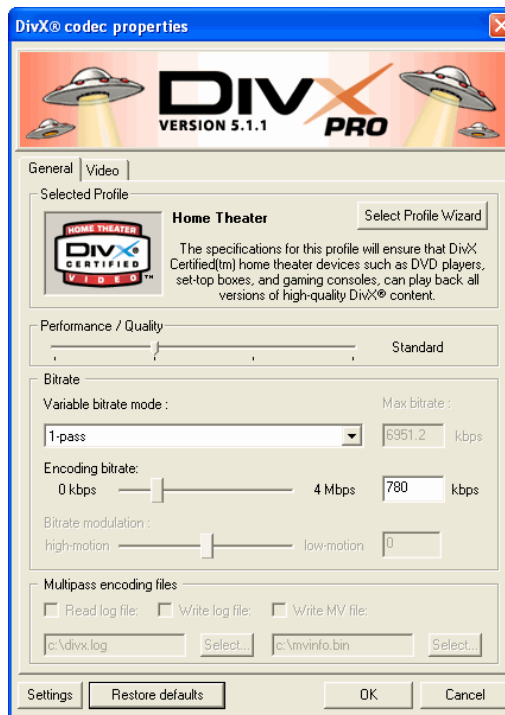 DivX® codec properties
DIVX
VERSION 5.1.1 PRO
General Video
Selected Profile
HOME THEATER
DIVX
CERTIFIED
VIDEO™
Home Theater
Select Profile Wizard
The specifications for this profile will ensure that DivX
Certified(tm) home theater devices such as DVD players,
set-top boxes, and gaming consoles, can play back all
versions of high-quality DivX® content.
Performance / Quality
Standard
Bitrate
Variable bitrate mode : Max bitrate :
1-pass 6951.2 kbps
Encoding bitrate:
0 kbps 4 Mbps 780 kbps
Bitrate modulation :
high-motion low-motion 0
Multipass encoding files
Read log file: Write log file: Write MV file:
c:\divx.log Select... c:\mvinfo.bin Select...
Settings Restore defaults OK Cancel